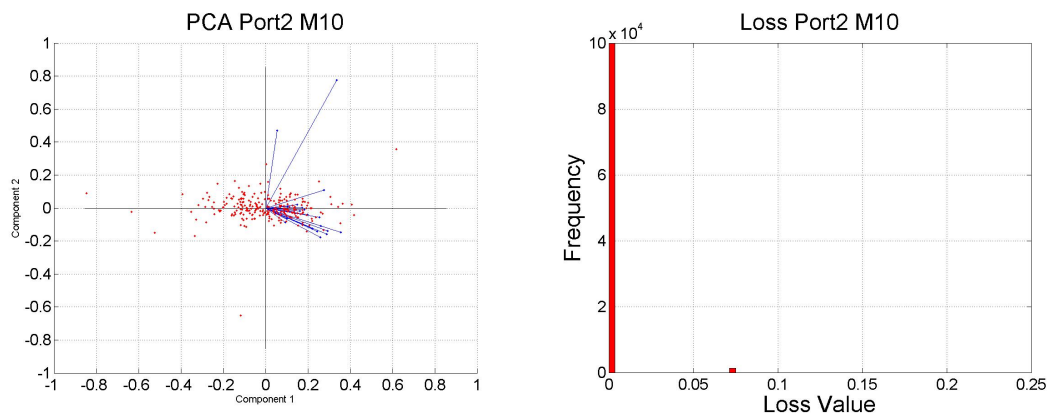 PCA Port2 M10
1
0.8
0.6
0.4
0.2
0
-0.2
-0.4
-0.6
-0.8
-1
Component 2
-1 -0.8 -0.6 -0.4 -0.2 0 0.2 0.4 0.6 0.8 1
Component 1
Loss Port2 M10
x 10^4
10
8
6
4
2
0
Frequency
0 0.05 0.1 0.15 0.2 0.25
Loss Value